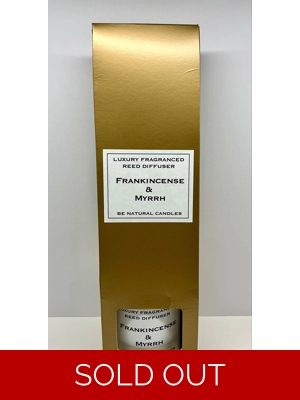 LUXURY FRAGRANCED
REED DIFFUSER
FRANKINCENSE
&
MYRRH
BE NATURAL CANDLES
LUXURY FRAGRANCED
REED DIFFUSER
FRANKINCENSE
&
MYRRH
SOLD OUT